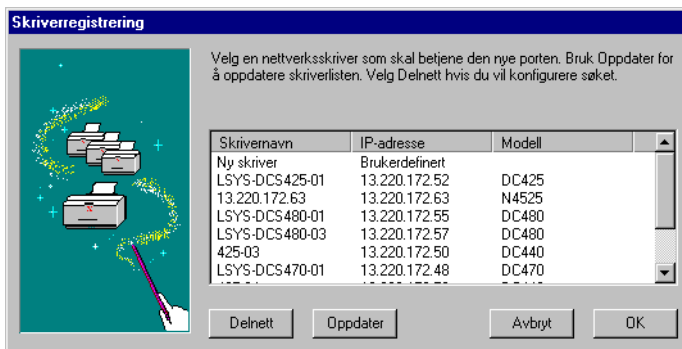 Skriverregistrering
Velg en nettverksskriver som skal betjene den nye porten. Bruk Oppdater for
å oppdatere skriverlisten. Velg Delnett hvis du vil konfigurere søket.
Skrivernavn IP-adresse Modell
Ny skriver Brukerdefinert
LSYS-DCS425-01 13.220.172.52 DC425
13.220.172.63 13.220.172.63 N4525
LSYS-DCS480-01 13.220.172.55 DC480
LSYS-DCS480-03 13.220.172.57 DC480
425-03 13.220.172.50 DC440
LSYS-DCS470-01 13.220.172.48 DC470
Delnett Oppdater Avbryt OK